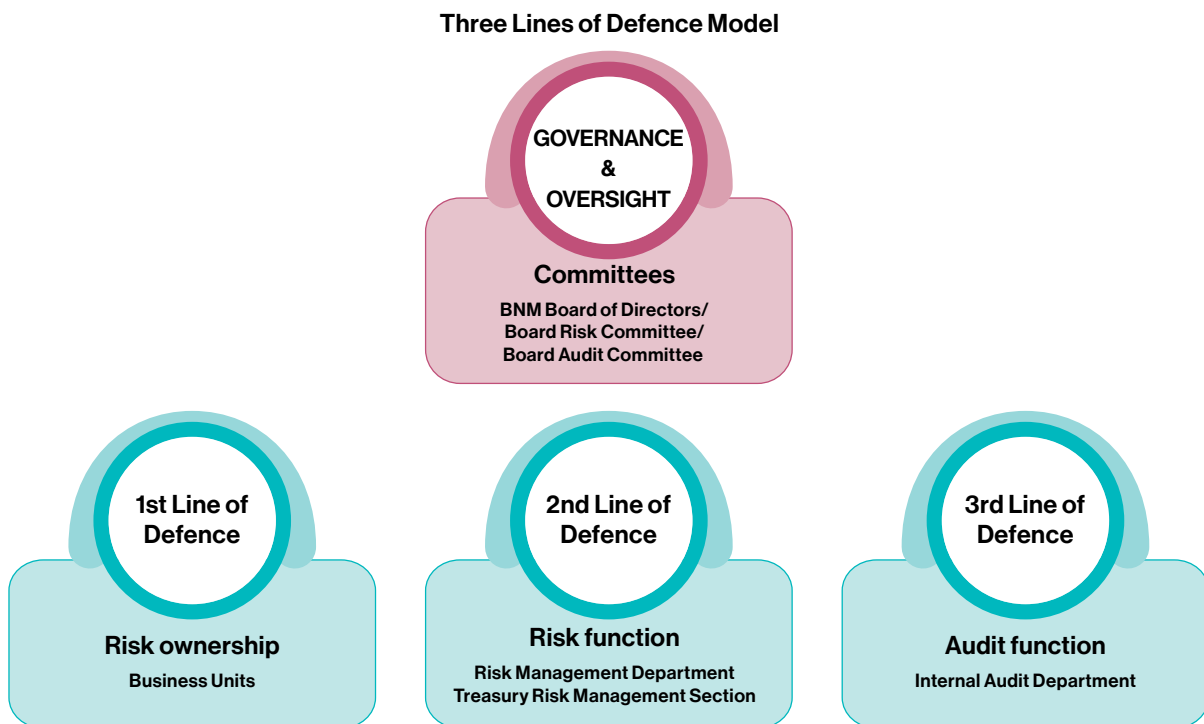 Three Lines of Defence Model
GOVERNANCE
&
OVERSIGHT
Committees
BNM Board of Directors/
Board Risk Committee/
Board Audit Committee
1st Line of
Defence
Risk ownership
Business Units
2nd Line of
Defence
Risk function
Risk Management Department
Treasury Risk Management Section
3rd Line of
Defence
Audit function
Internal Audit Department